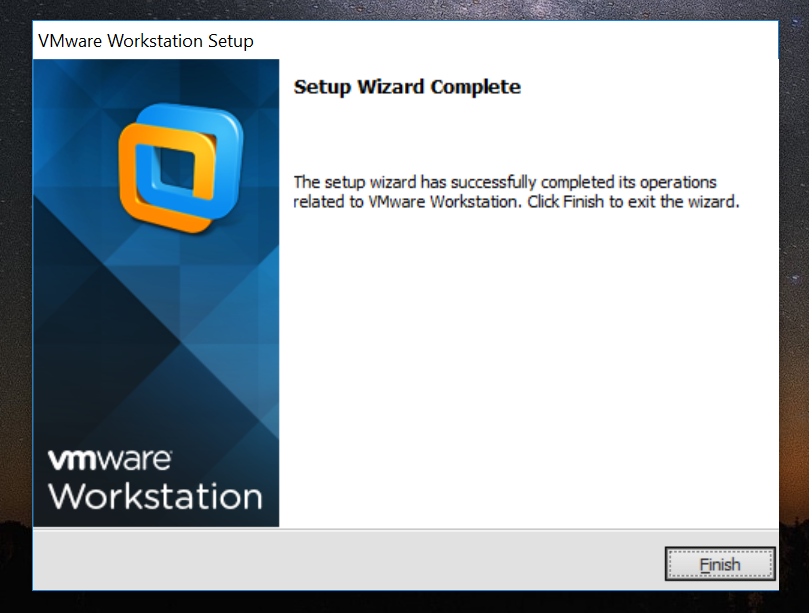 VMware Workstation Setup
Setup Wizard Complete
The setup wizard has successfully completed its operations
related to VMware Workstation. Click Finish to exit the wizard.
vmware
Workstation
Finish